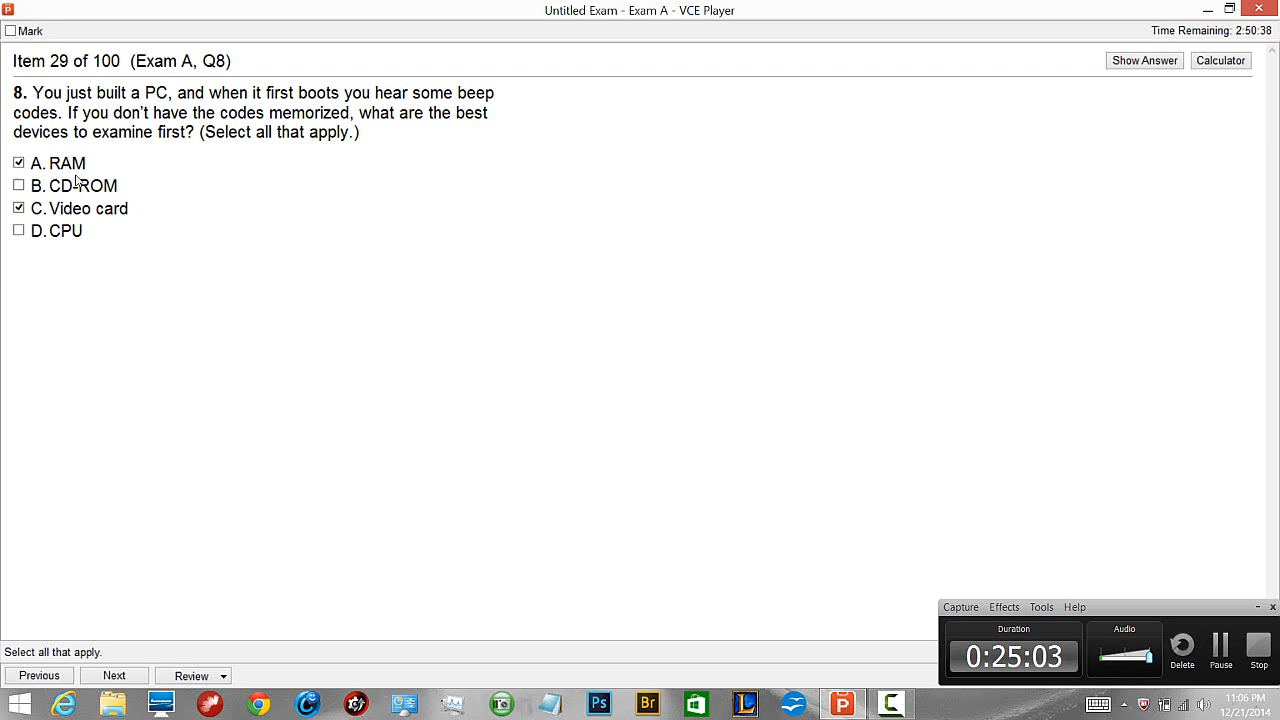 Untitled Exam - Exam A - VCE Player
Mark
Time Remaining: 2:50:38
Item 29 of 100 (Exam A, Q8)
Show Answer
Calculator
8. You just built a PC, and when it first boots you hear some beep
codes. If you don't have the codes memorized, what are the best
devices to examine first? (Select all that apply.)
A. RAM
B. CD-ROM
C. Video card
D. CPU
Capture Effects Tools Help
Duration
Audio
0:25:03
Delete
Pause
Stop
Select all that apply.
Previous
Next
Review
Ps
Br
11:06 PM
12/21/2014